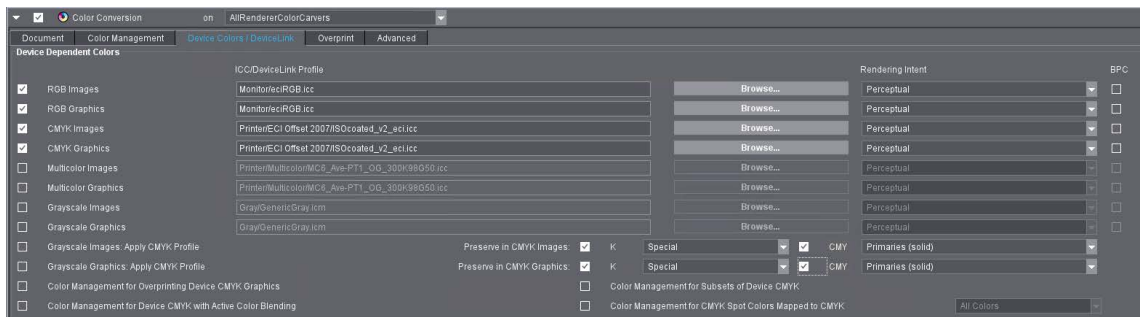 Color Conversion on AllRendererColorCarvers
Document Color Management Device Colors / DeviceLink Overprint Advanced
Device Dependent Colors
ICC/DeviceLink Profile Rendering Intent BPC
RGB Images Monitor/eciRGB.icc Browse... Perceptual
RGB Graphics Monitor/eciRGB.icc Browse... Perceptual
CMYK Images Printer/ECI Offset 2007/ISOcoated_v2_eci.icc Browse... Perceptual
CMYK Graphics Printer/ECI Offset 2007/ISOcoated_v2_eci.icc Browse... Perceptual
Multicolor Images Printer/Multicolor/MC6_Ave-PT1_OG_300K98G50.icc Browse... Perceptual
Multicolor Graphics Printer/Multicolor/MC6_Ave-PT1_OG_300K98G50.icc Browse... Perceptual
Grayscale Images Gray/GenericGray.icm Browse... Perceptual
Grayscale Graphics Gray/GenericGray.icm Browse... Perceptual
Grayscale Images: Apply CMYK Profile Preserve in CMYK Images: K Special CMY Primaries (solid)
Grayscale Graphics: Apply CMYK Profile Preserve in CMYK Graphics: K Special CMY Primaries (solid)
Color Management for Overprinting Device CMYK Graphics Color Management for Subsets of Device CMYK
Color Management for Device CMYK with Active Color Blending Color Management for CMYK Spot Colors Mapped to CMYK All Colors